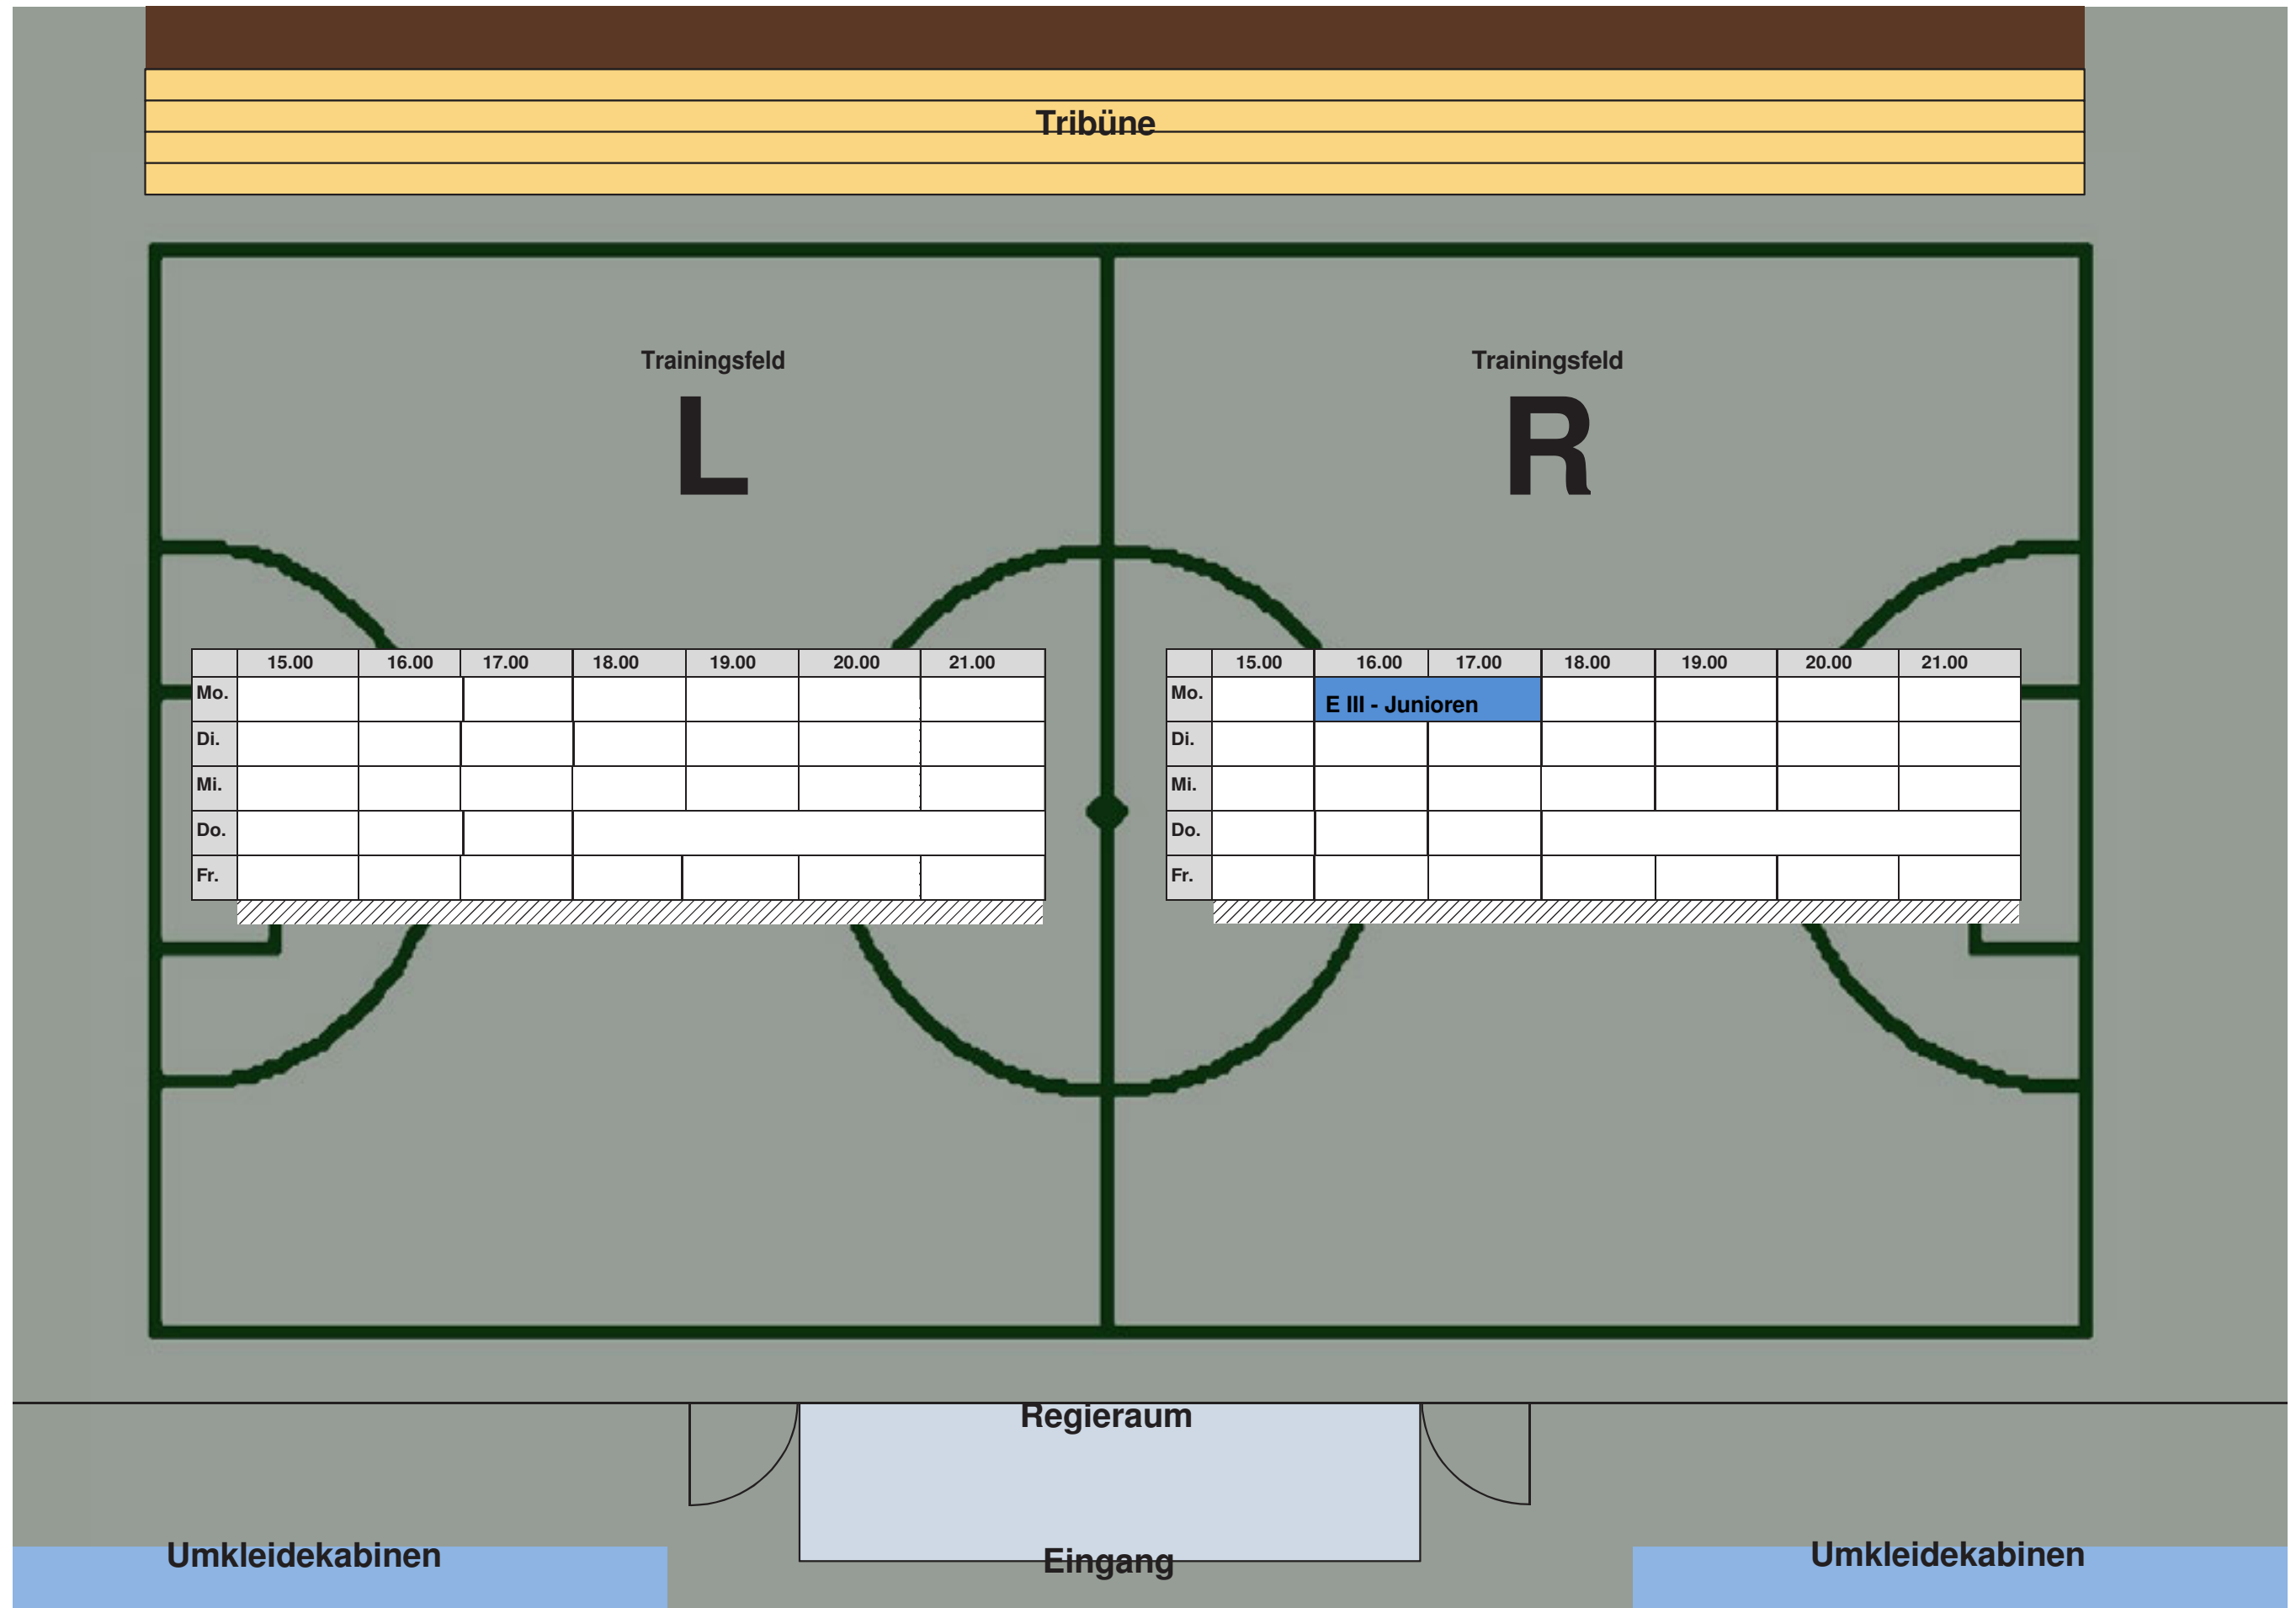 Tribüne
Trainingsfeld
L
Trainingsfeld
R
15.00 16.00 17.00 18.00 19.00 20.00 21.00
Mo.
Di.
Mi.
Do.
Fr.
15.00 16.00 17.00 18.00 19.00 20.00 21.00
Mo. E III - Junioren
Di.
Mi.
Do.
Fr.
Regieraum
Umkleidekabinen
Eingang
Umkleidekabinen